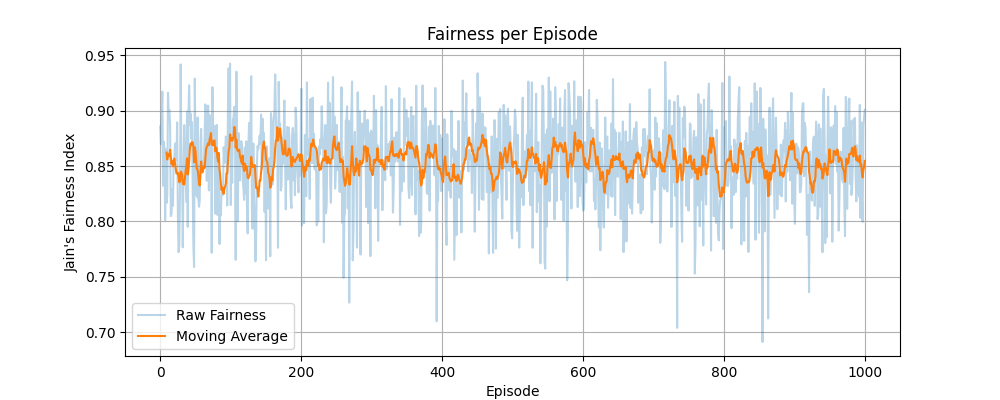 Fairness per Episode
Jain's Fairness Index
0.95
0.90
0.85
0.80
0.75
0.70
Raw Fairness
Moving Average
0
200
400
600
800
1000
Episode